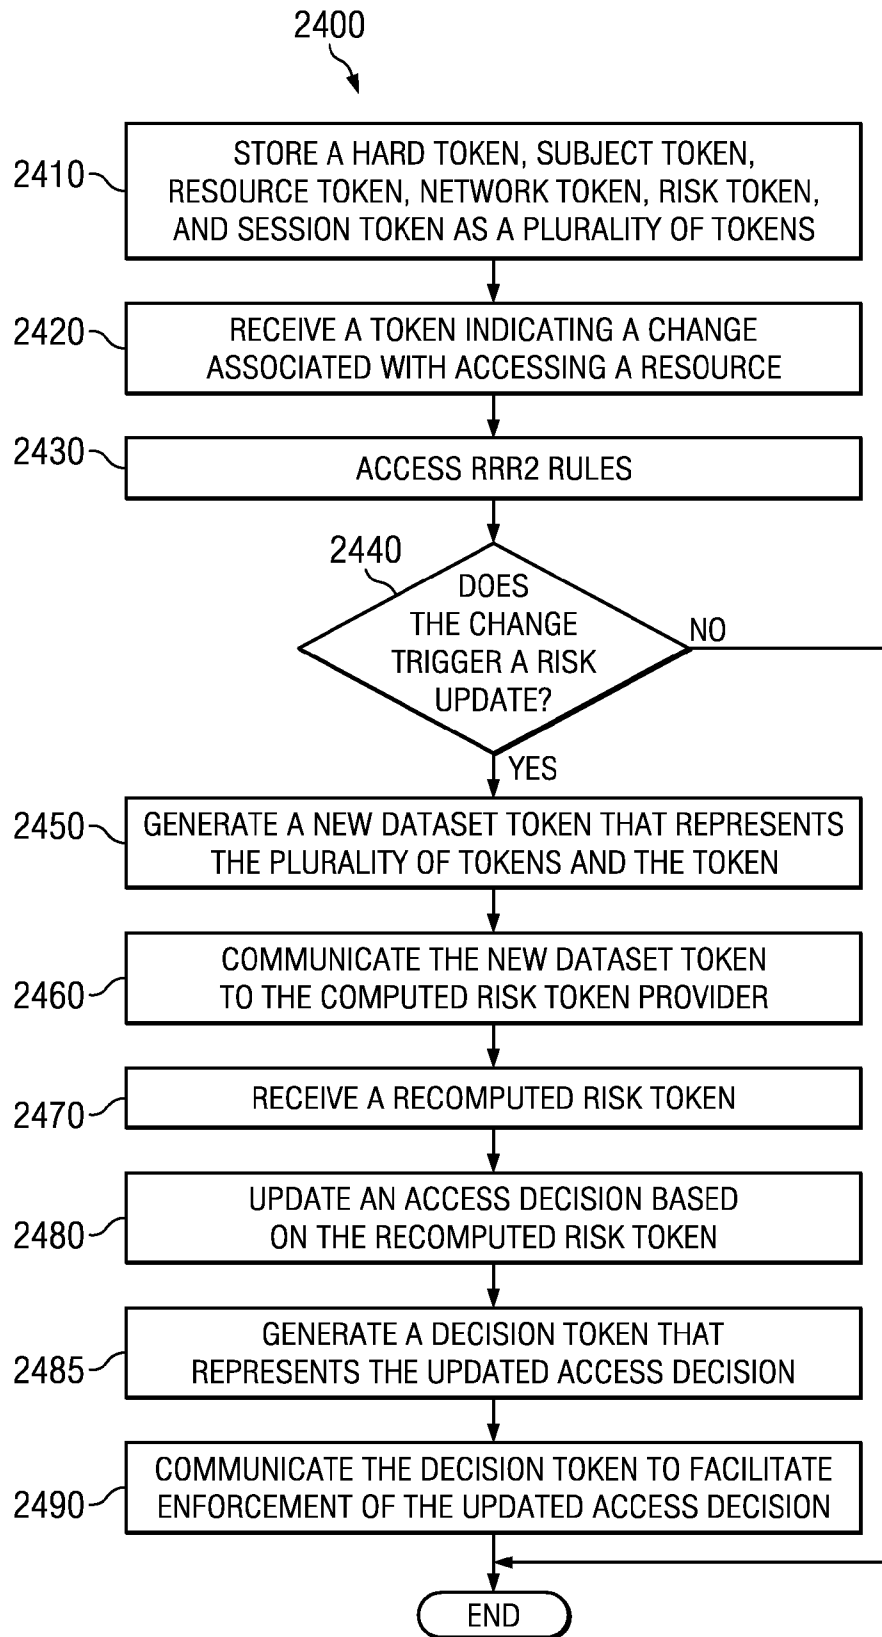 2400
2410
STORE A HARD TOKEN, SUBJECT TOKEN,
RESOURCE TOKEN, NETWORK TOKEN, RISK TOKEN,
AND SESSION TOKEN AS A PLURALITY OF TOKENS
2420
RECEIVE A TOKEN INDICATING A CHANGE
ASSOCIATED WITH ACCESSING A RESOURCE
2430
ACCESS RRR2 RULES
2440
DOES
THE CHANGE
TRIGGER A RISK
UPDATE?
NO
YES
2450
GENERATE A NEW DATASET TOKEN THAT REPRESENTS
THE PLURALITY OF TOKENS AND THE TOKEN
2460
COMMUNICATE THE NEW DATASET TOKEN
TO THE COMPUTED RISK TOKEN PROVIDER
2470
RECEIVE A RECOMPUTED RISK TOKEN
2480
UPDATE AN ACCESS DECISION BASED
ON THE RECOMPUTED RISK TOKEN
2485
GENERATE A DECISION TOKEN THAT
REPRESENTS THE UPDATED ACCESS DECISION
2490
COMMUNICATE THE DECISION TOKEN TO FACILITATE
ENFORCEMENT OF THE UPDATED ACCESS DECISION
END